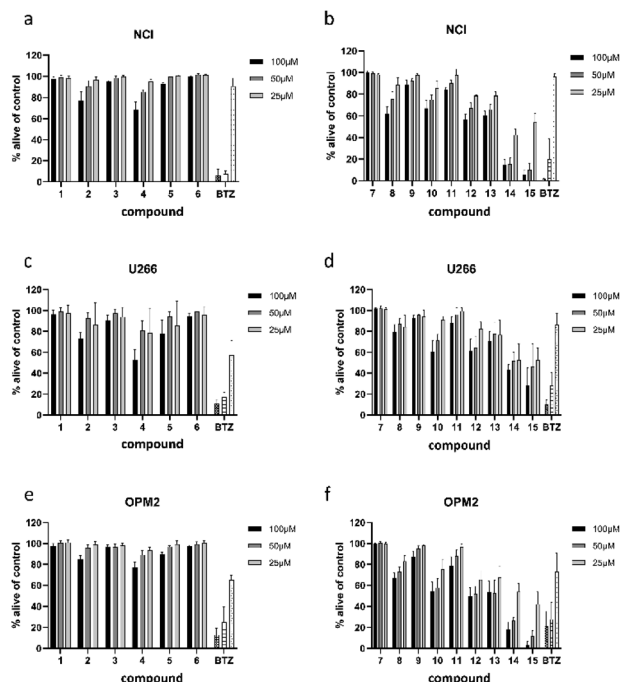 a
NCI
% alive of control
120
100
80
60
40
20
0
1 2 3 4 5 6 BTZ
compound
100µM
50µM
25µM
b
NCI
% alive of control
120
100
80
60
40
20
0
7 8 9 10 11 12 13 14 15 BTZ
compound
100µM
50µM
25µM
c
U266
% alive of control
120
100
80
60
40
20
0
1 2 3 4 5 6 BTZ
compound
100µM
50µM
25µM
d
U266
% alive of control
120
100
80
60
40
20
0
7 8 9 10 11 12 13 14 15 BTZ
compound
100µM
50µM
25µM
e
OPM2
% alive of control
120
100
80
60
40
20
0
1 2 3 4 5 6 BTZ
compound
100µM
50µM
25µM
f
OPM2
% alive of control
120
100
80
60
40
20
0
7 8 9 10 11 12 13 14 15 BTZ
compound
100µM
50µM
25µM